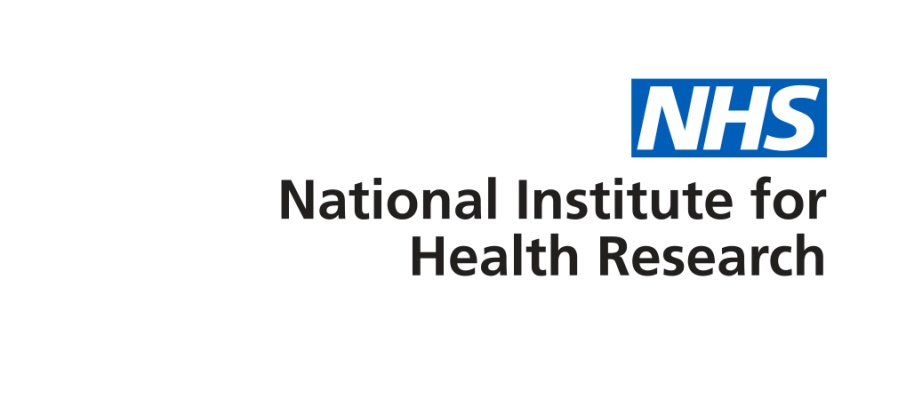 NHS
National Institute for
Health Research